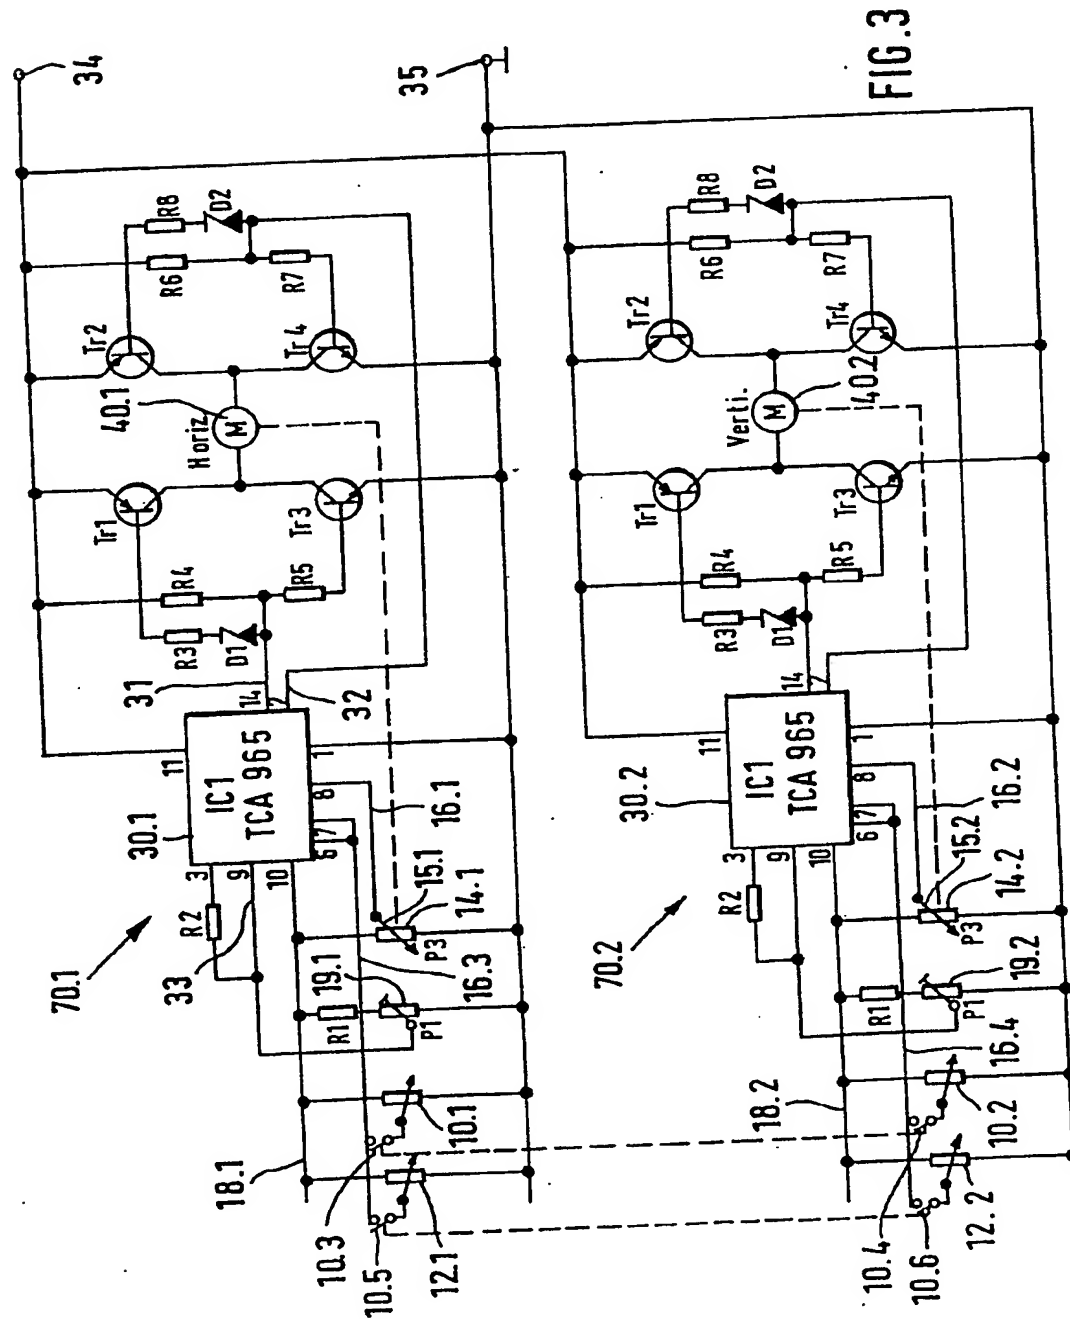 FIG.3
34
35
Tr2
R6
R8
D2
R7
Tr4
40.1
Horiz.
M
Tr1
Tr3
R4
R5
R3
D1
31
32
14
7
11
IC1
TCA 965
30.1
1
8
6
7
3
9
10
R2
33
70.1
16.1
15.1
14.1
P3
19.1
16.3
R1
P1
18.1
10.1
10.3
10.5
12.1
Tr2
R6
R8
D2
R7
Tr4
40.2
Verti.
M
Tr1
Tr3
R4
R5
R3
D1
14
7
11
IC1
TCA 965
30.2
1
8
6
7
3
9
10
R2
70.2
16.2
15.2
14.2
P3
19.2
16.4
R1
P1
18.2
10.2
10.4
10.6
12.2